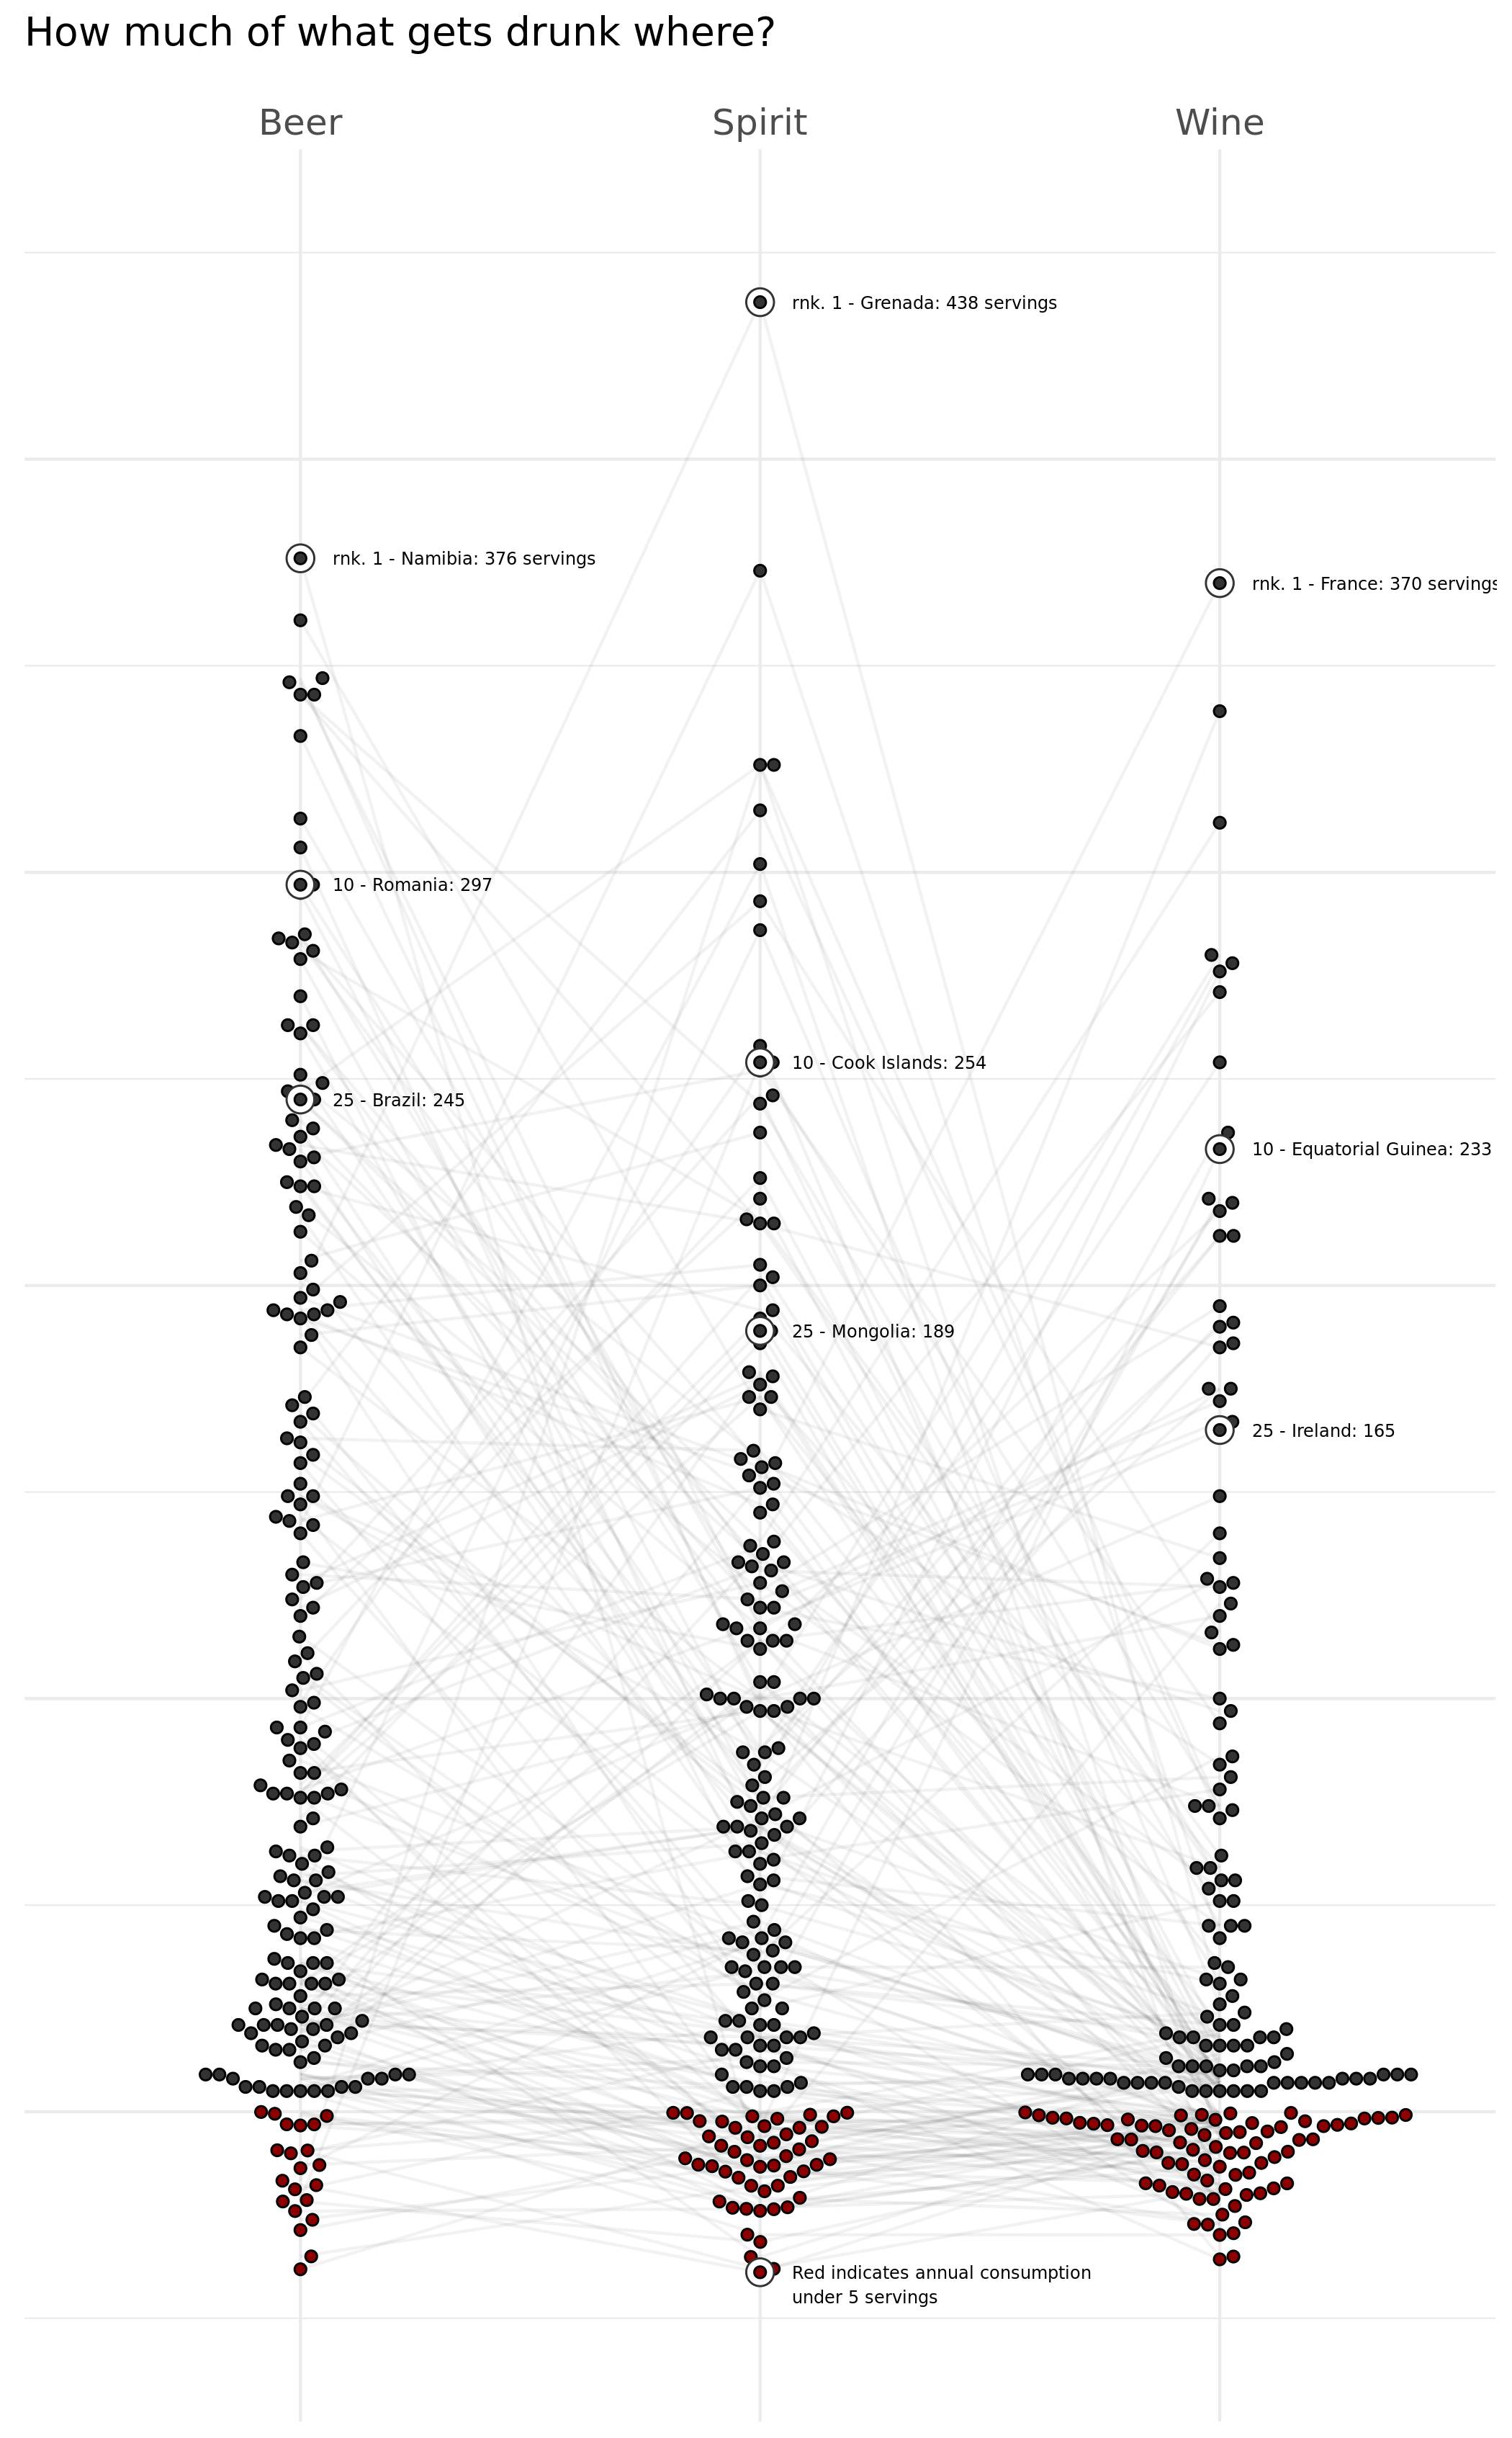 How much of what gets drunk where?
Beer
Spirit
Wine
rnk. 1 - Grenada: 438 servings
rnk. 1 - Namibia: 376 servings
rnk. 1 - France: 370 servings
10 - Romania: 297
10 - Cook Islands: 254
25 - Brazil: 245
10 - Equatorial Guinea: 233
25 - Mongolia: 189
25 - Ireland: 165
Red indicates annual consumption
under 5 servings